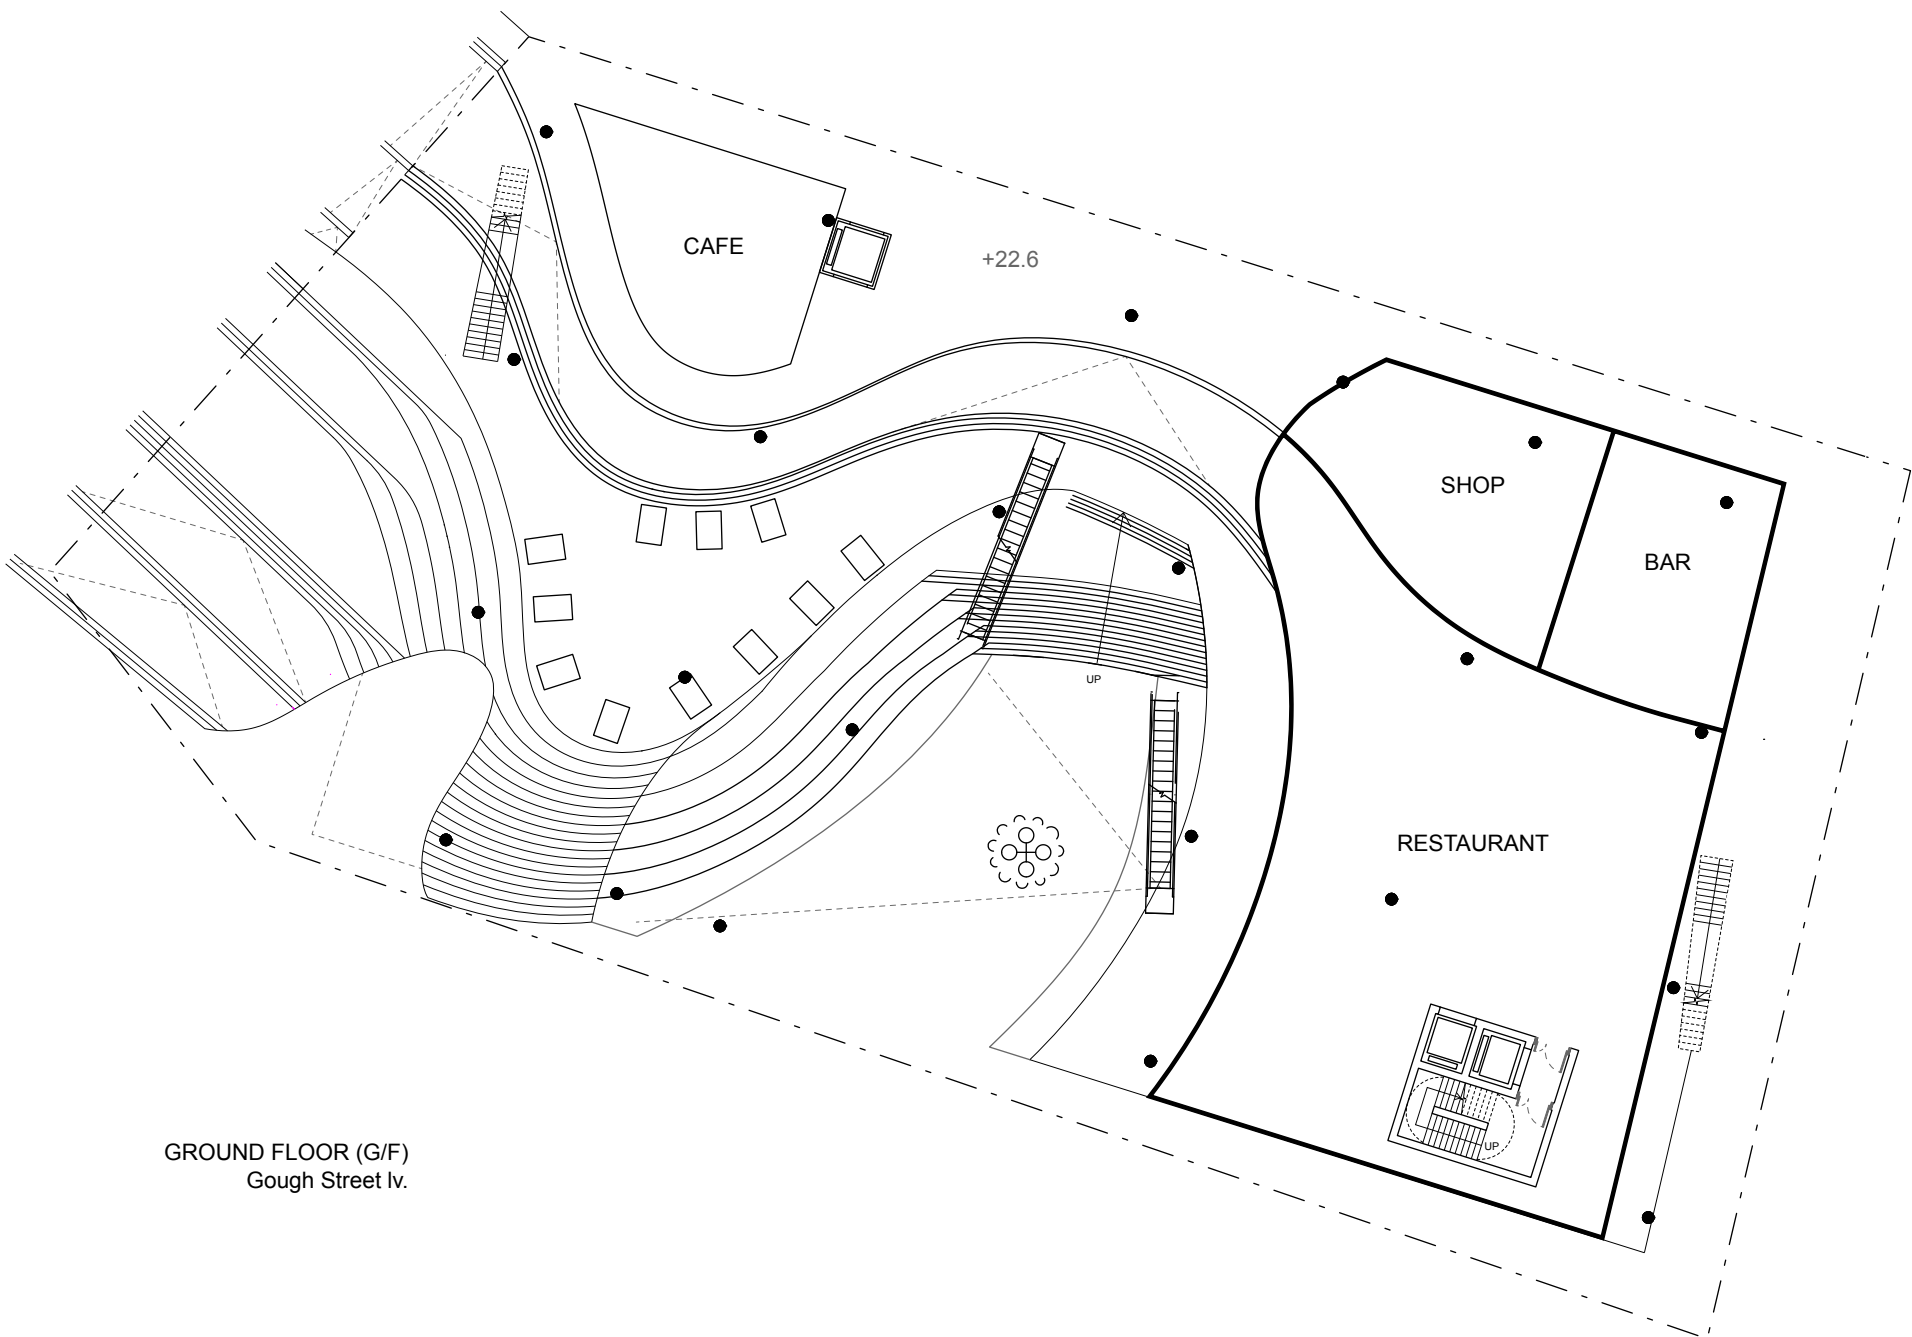 CAFE
+22.6
SHOP
BAR
UP
RESTAURANT
UP
GROUND FLOOR (G/F)
Gough Street lv.